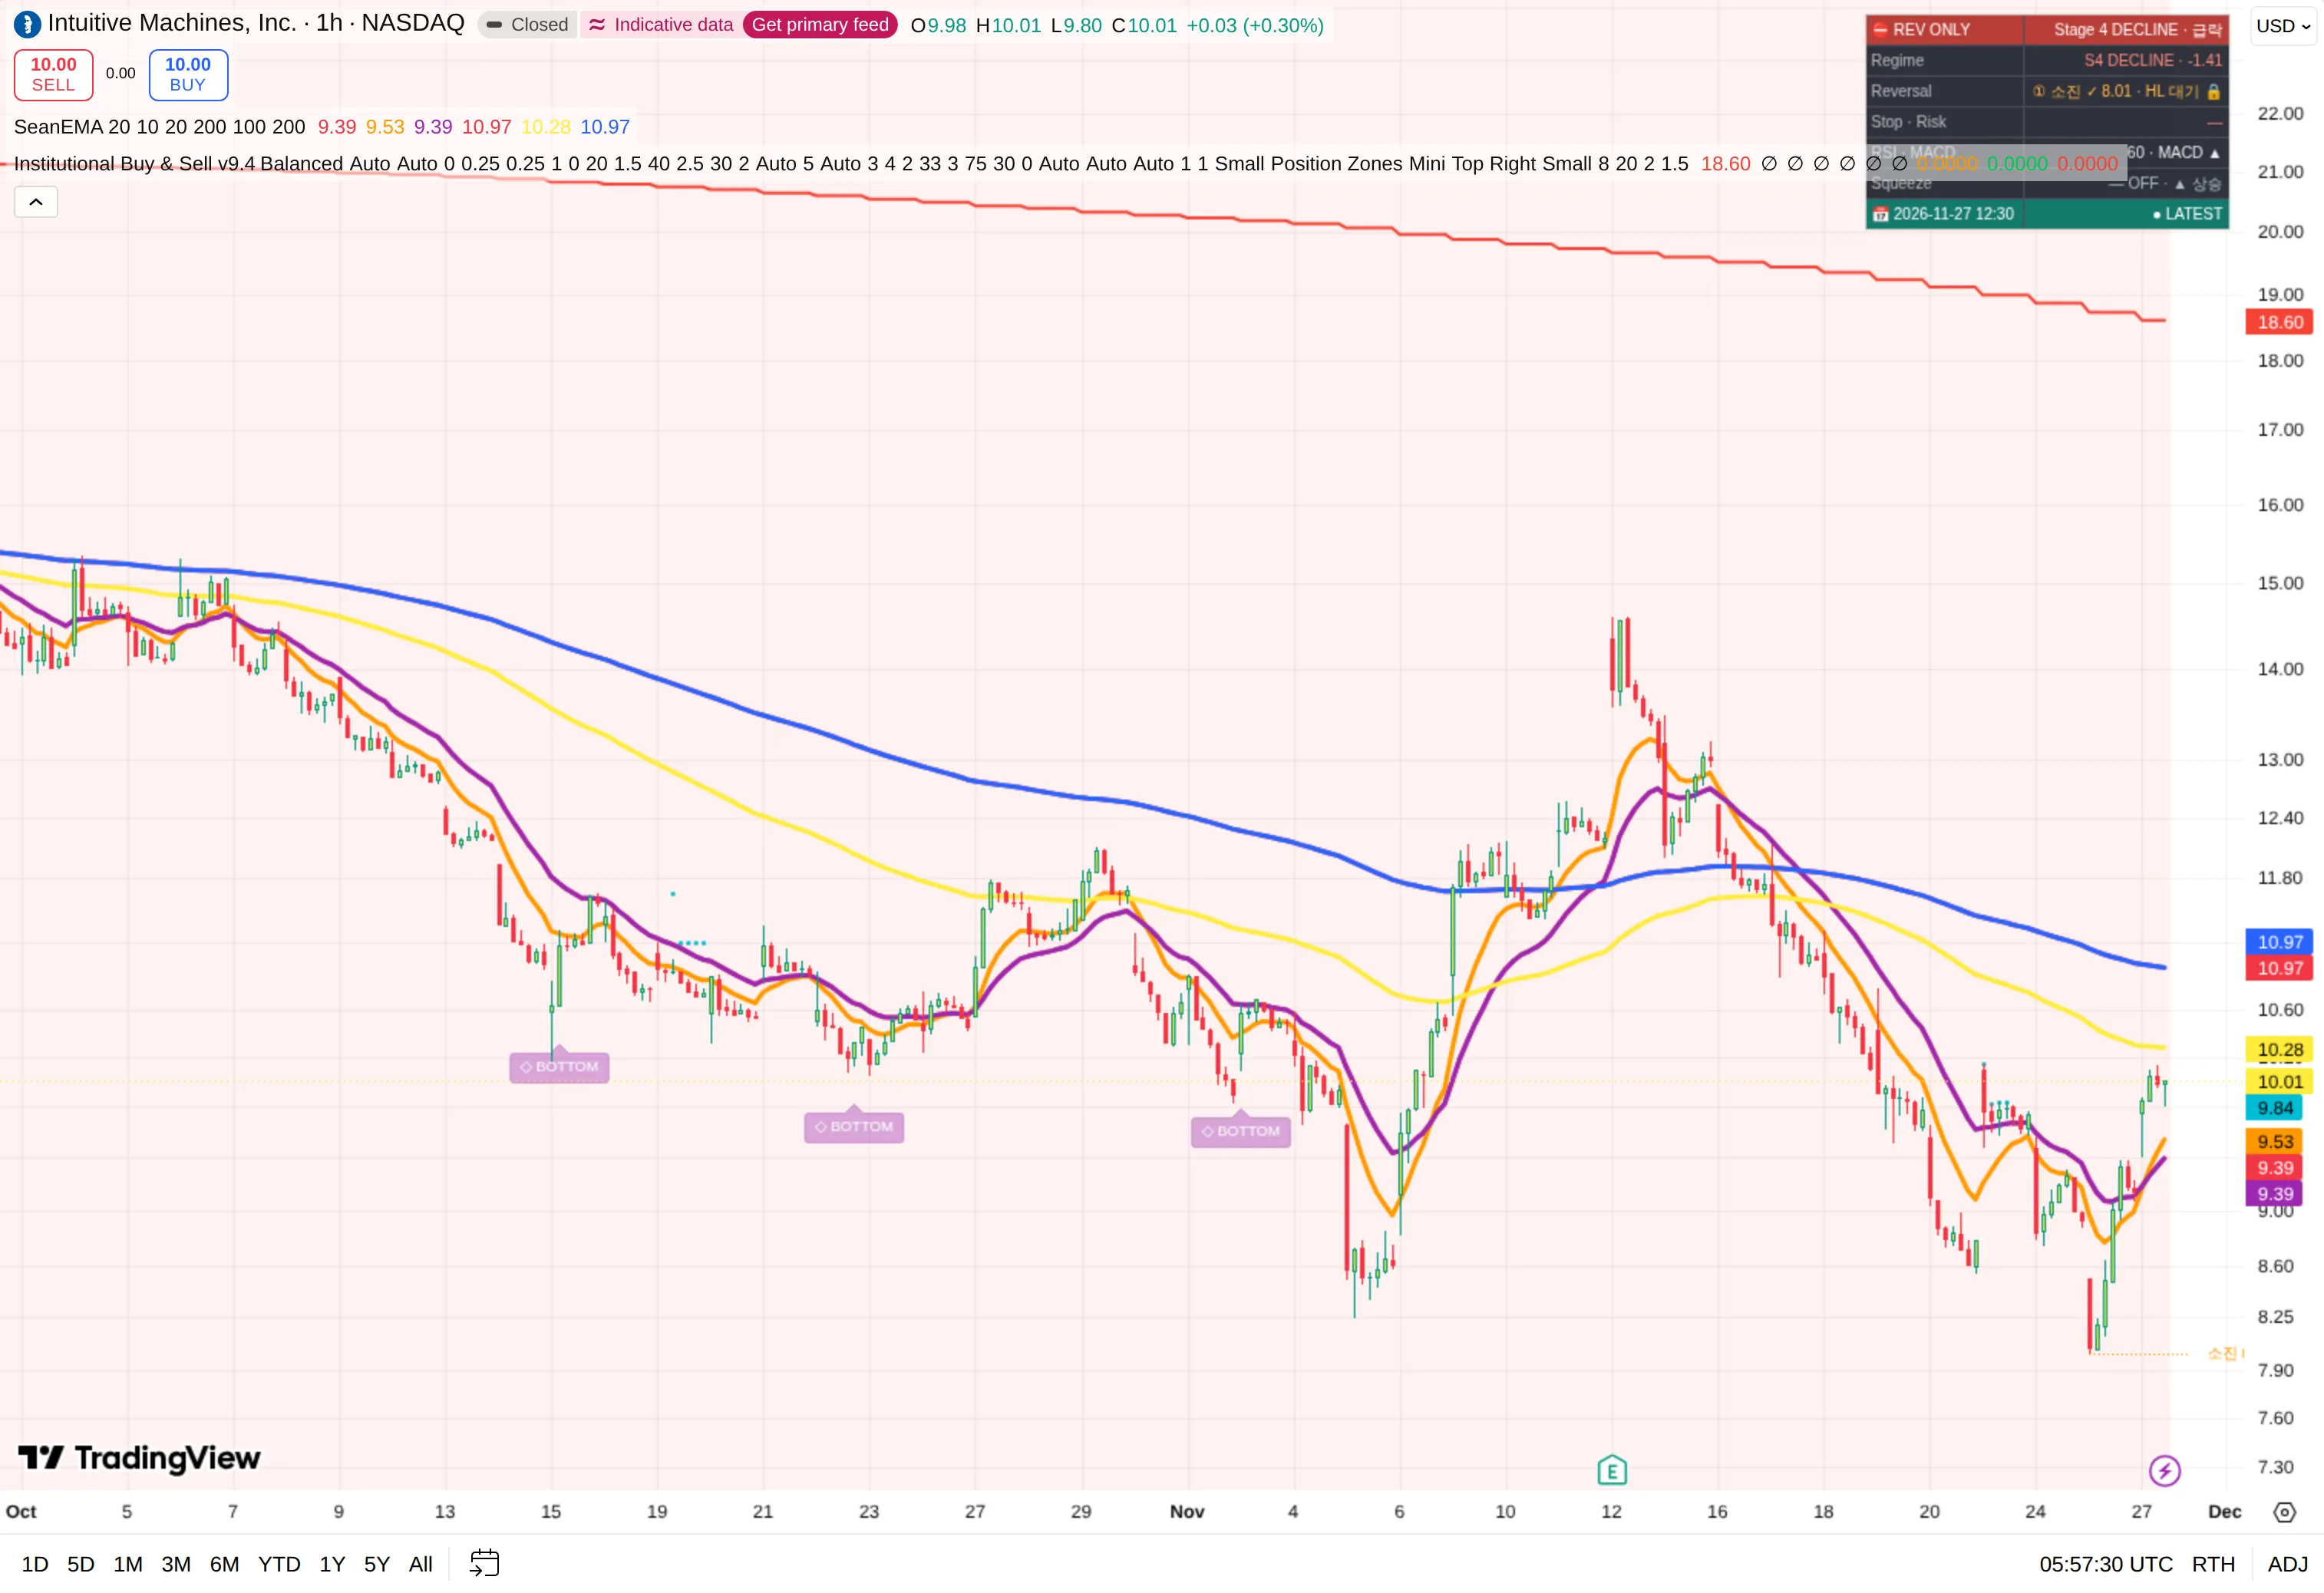 Intuitive Machines, Inc. · 1h · NASDAQ Closed Indicative data Get primary feed O9.98 H10.01 L9.80 C10.01 +0.03 (+0.30%)
10.00 SELL 0.00 10.00 BUY
SeanEMA 20 10 20 200 100 200 9.39 9.53 9.39 10.97 10.28 10.97
Institutional Buy & Sell v9.4 Balanced Auto Auto 0 0.25 0.25 1 0 20 1.5 40 2.5 30 2 Auto 5 Auto 3 4 2 33 3 75 30 0 Auto Auto Auto 1 1 Small Position Zones Mini Top Right Small 8 20 2 1.5 18.60 ∅ ∅ ∅ ∅ ∅ ∅ 0.0000 0.0000 0.0000
⛔ REV ONLY Stage 4 DECLINE · 급락
Regime S4 DECLINE · -1.41
Reversal ① 소진 ✓ 8.01 · HL 대기 🔒
Stop · Risk —
RSI · MACD 60 · MACD ▲
Squeeze — OFF · ▲ 상승
📅 2026-11-27 12:30 ● LATEST
USD
22.00
21.00
20.00
19.00
18.60
18.00
17.00
16.00
15.00
14.00
13.00
12.40
11.80
10.97
10.97
10.60
10.28
10.01
9.84
9.53
9.39
9.39
9.00
8.60
8.25
7.90
7.60
7.30
◇ BOTTOM
◇ BOTTOM
◇ BOTTOM
소진
E
TradingView
Oct 5 7 9 13 15 19 21 23 27 29 Nov 4 6 10 12 16 18 20 24 27 Dec
1D 5D 1M 3M 6M YTD 1Y 5Y All 05:57:30 UTC RTH ADJ